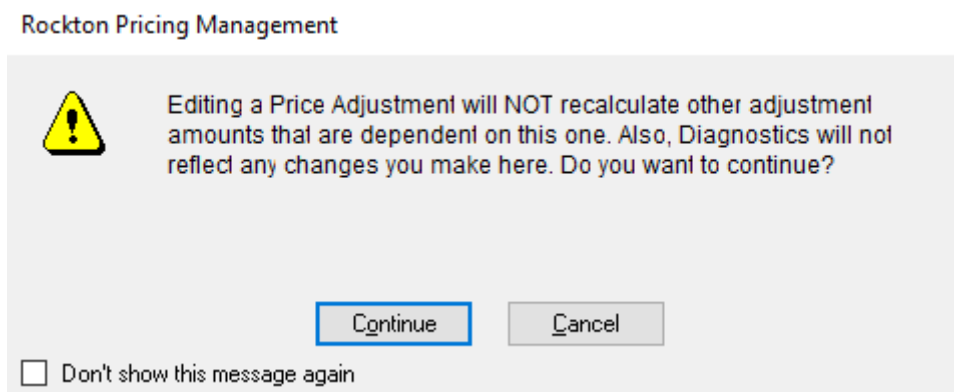 Rockton Pricing Management
Editing a Price Adjustment will NOT recalculate other adjustment
amounts that are dependent on this one. Also, Diagnostics will not
reflect any changes you make here. Do you want to continue?
Continue
Cancel
Don't show this message again